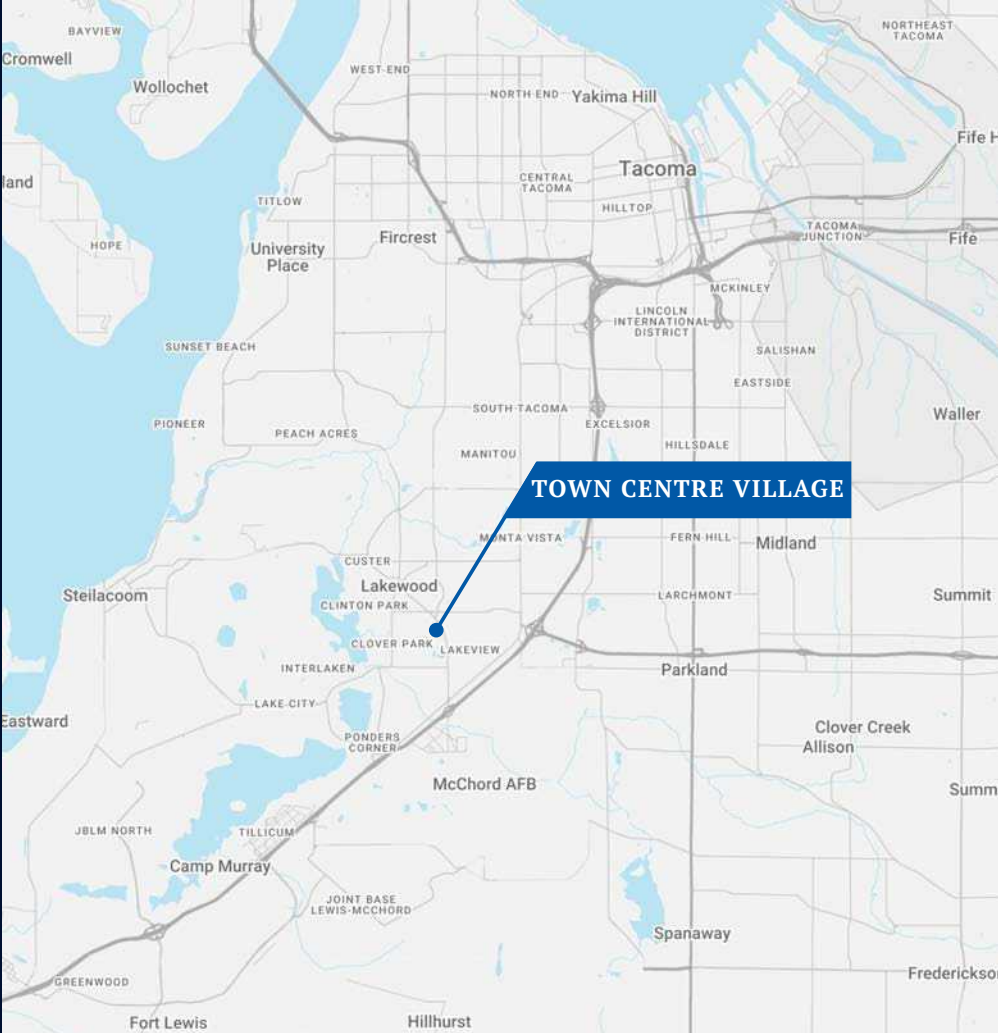 BAYVIEW
NORTHEAST
TACOMA
Cromwell
WEST END
Wollochet
NORTH END
Yakima Hill
Fife H
Tacoma
land
CENTRAL
TACOMA
TITLOW
HILLTOP
TACOMA
JUNCTION
Fircrest
Fife
HOPE
University
Place
MCKINLEY
LINCOLN
INTERNATIONAL
DISTRICT
SUNSET BEACH
SALISHAN
EASTSIDE
SOUTH TACOMA
Waller
PIONEER
EXCELSIOR
PEACH ACRES
HILLSDALE
MANITOU
TOWN CENTRE VILLAGE
MONTA VISTA
FERN HILL
Midland
CUSTER
Lakewood
Steilacoom
LARCHMONT
Summit
CLINTON PARK
CLOVER PARK
LAKEVIEW
INTERLAKEN
Parkland
LAKE CITY
Eastward
Clover Creek
PONDERS
CORNER
Allison
McChord AFB
Summ
JBLM NORTH
TILLICUM
Camp Murray
JOINT BASE
LEWIS-MCCHORD
Spanaway
Frederickso
GREENWOOD
Fort Lewis
Hillhurst